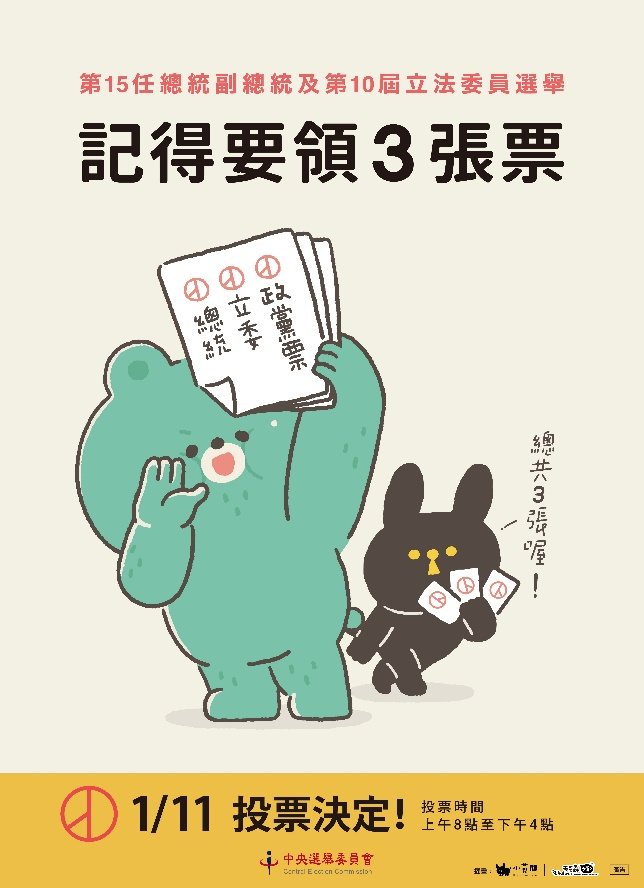 第15任總統副總統及第10屆立法委員選舉
記得要領3張票
政黨票
立委
總統
總共3張喔!
1/11 投票決定!
投票時間
上午8點至下午4點
中央選舉委員會
Central Election Commission